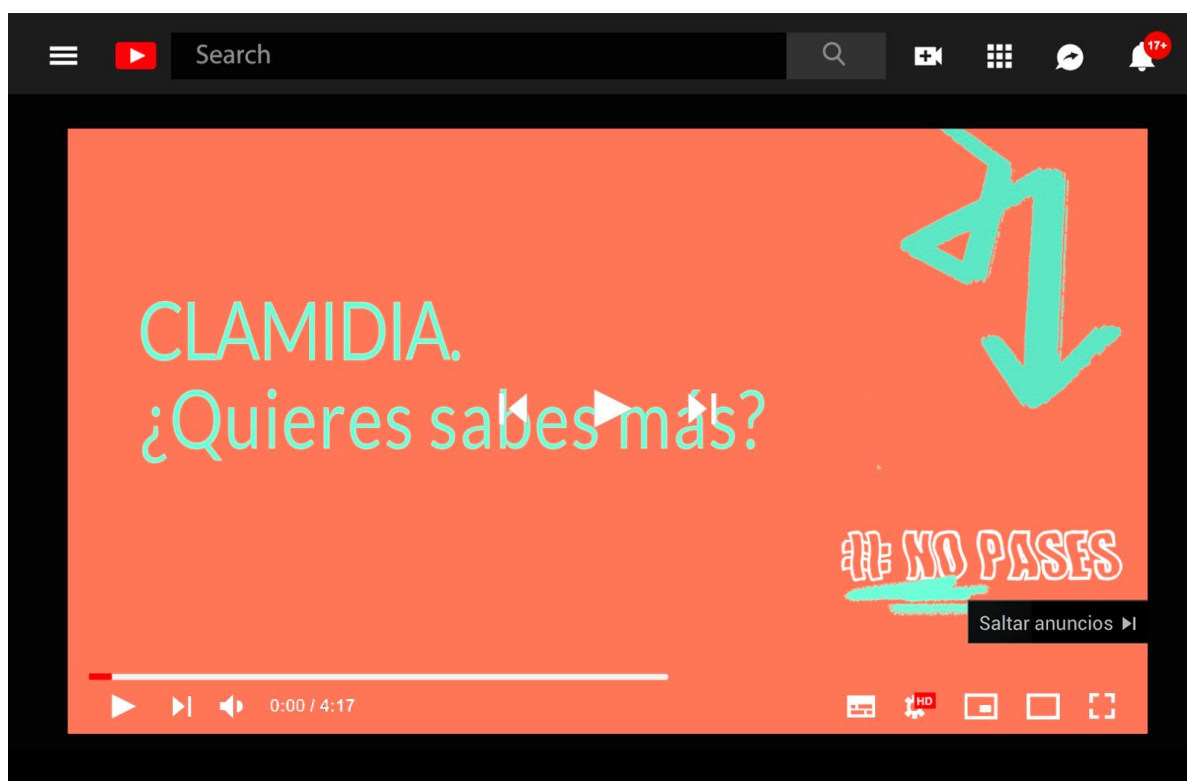 Search
17+
CLAMIDIA.
¿Quieres sabes más?
# NO PASES
Saltar anuncios
0:00 / 4:17
HD